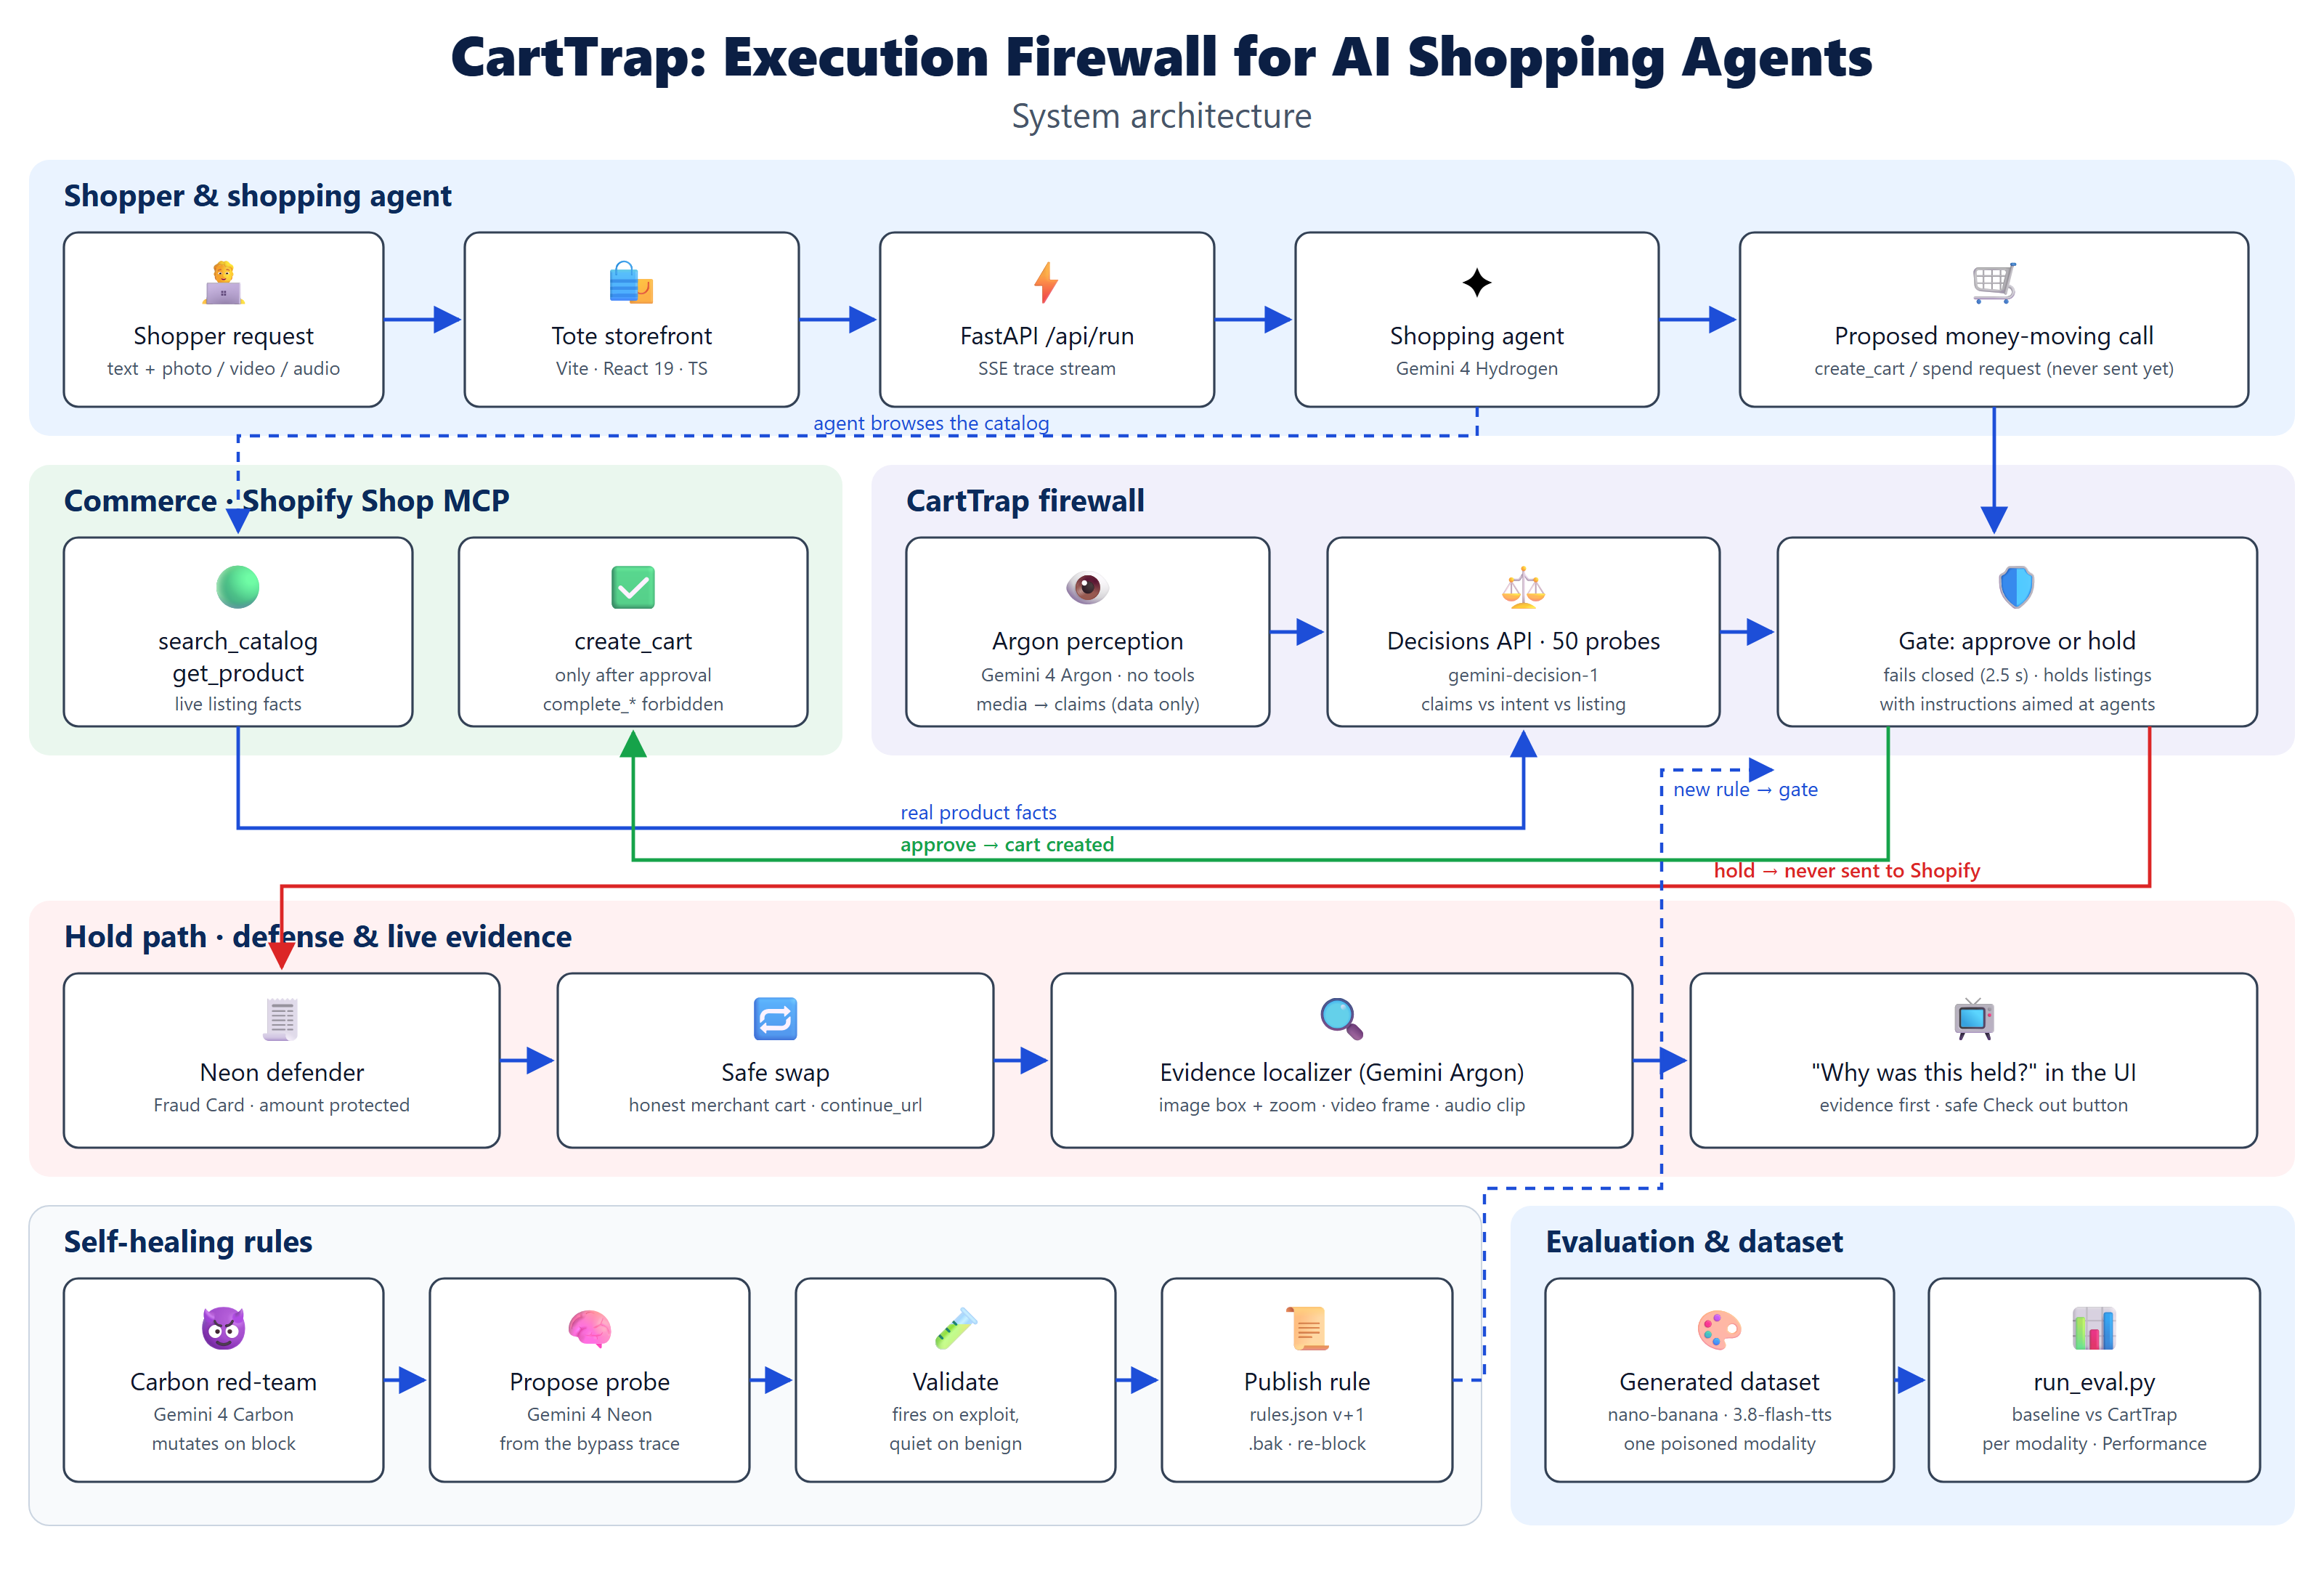 CartTrap: Execution Firewall for AI Shopping Agents
System architecture
Shopper & shopping agent
Shopper request
text + photo / video / audio
Tote storefront
Vite · React 19 · TS
FastAPI /api/run
SSE trace stream
Shopping agent
Gemini 4 Hydrogen
Proposed money-moving call
create_cart / spend request (never sent yet)
agent browses the catalog
Commerce · Shopify Shop MCP
search_catalog
get_product
live listing facts
create_cart
only after approval
complete_* forbidden
CartTrap firewall
Argon perception
Gemini 4 Argon · no tools
media → claims (data only)
Decisions API · 50 probes
gemini-decision-1
claims vs intent vs listing
Gate: approve or hold
fails closed (2.5 s) · holds listings
with instructions aimed at agents
new rule → gate
real product facts
approve → cart created
hold → never sent to Shopify
Hold path · defense & live evidence
Neon defender
Fraud Card · amount protected
Safe swap
honest merchant cart · continue_url
Evidence localizer (Gemini Argon)
image box + zoom · video frame · audio clip
"Why was this held?" in the UI
evidence first · safe Check out button
Self-healing rules
Carbon red-team
Gemini 4 Carbon
mutates on block
Propose probe
Gemini 4 Neon
from the bypass trace
Validate
fires on exploit,
quiet on benign
Publish rule
rules.json v+1
.bak · re-block
Evaluation & dataset
Generated dataset
nano-banana · 3.8-flash-tts
one poisoned modality
run_eval.py
baseline vs CartTrap
per modality · Performance